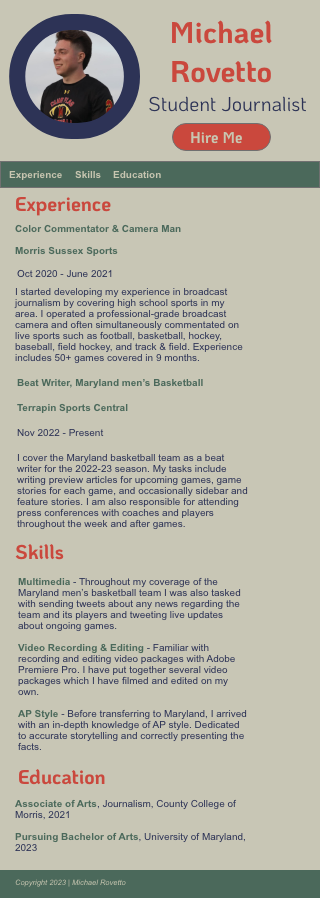 Michael
Rovetto
Student Journalist
Hire Me
Experience Skills Education
Experience
Color Commentator & Camera Man
Morris Sussex Sports
Oct 2020 - June 2021
I started developing my experience in broadcast
journalism by covering high school sports in my
area. I operated a professional-grade broadcast
camera and often simultaneously commentated on
live sports such as football, basketball, hockey,
baseball, field hockey, and track & field. Experience
includes 50+ games covered in 9 months.
Beat Writer, Maryland men's Basketball
Terrapin Sports Central
Nov 2022 - Present
I cover the Maryland basketball team as a beat
writer for the 2022-23 season. My tasks include
writing preview articles for upcoming games, game
stories for each game, and occasionally sidebar and
feature stories. I am also responsible for attending
press conferences with coaches and players
throughout the week and after games.
Skills
Multimedia - Throughout my coverage of the
Maryland men's basketball team I was also tasked
with sending tweets about any news regarding the
team and its players and tweeting live updates
about ongoing games.
Video Recording & Editing - Familiar with
recording and editing video packages with Adobe
Premiere Pro. I have put together several video
packages which I have filmed and edited on my
own.
AP Style - Before transferring to Maryland, I arrived
with an in-depth knowledge of AP style. Dedicated
to accurate storytelling and correctly presenting the
facts.
Education
Associate of Arts, Journalism, County College of
Morris, 2021
Pursuing Bachelor of Arts, University of Maryland,
2023
Copyright 2023 | Michael Rovetto